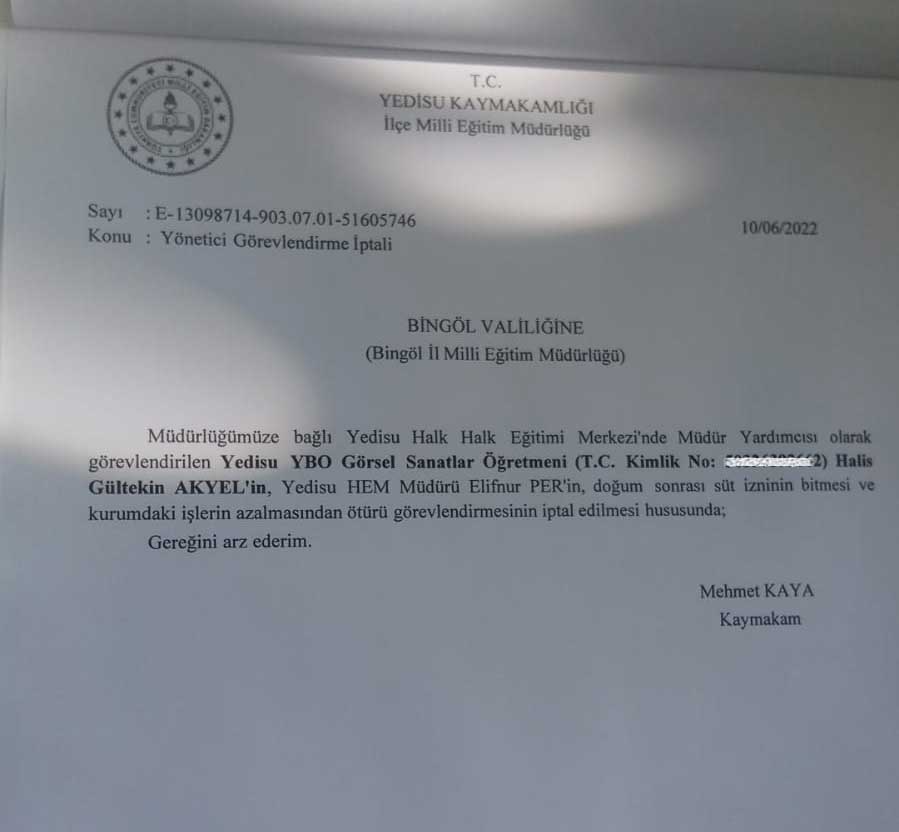 T.C.
YEDİSU KAYMAKAMLIĞI
İlçe Milli Eğitim Müdürlüğü
Sayı : E-13098714-903.07.01-51605746
10/06/2022
Konu : Yönetici Görevlendirme İptali
BİNGÖL VALİLİĞİNE
(Bingöl İl Milli Eğitim Müdürlüğü)
Müdürlüğümüze bağlı Yedisu Halk Halk Eğitimi Merkezi'nde Müdür Yardımcısı olarak
görevlendirilen Yedisu YBO Görsel Sanatlar Öğretmeni (T.C. Kimlik No: 2) Halis
Gültekin AKYEL'in, Yedisu HEM Müdürü Elifnur PER'in, doğum sonrası süt izninin bitmesi ve
kurumdaki işlerin azalmasından ötürü görevlendirmesinin iptal edilmesi hususunda;
Gereğini arz ederim.
Mehmet KAYA
Kaymakam